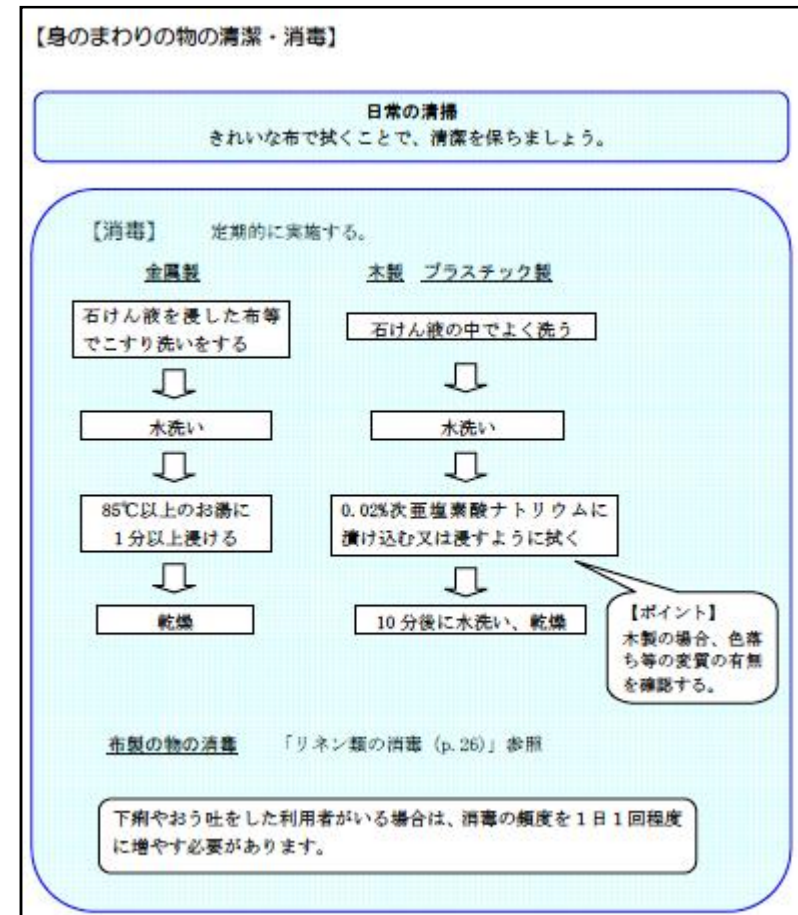 【身のまわりの物の清潔・消毒】
日常の清掃
きれいな布で拭くことで、清潔を保ちましょう。
【消毒】 定期的に実施する。
金属製
木製 プラスチック製
石けん液を浸した布等
でこすり洗いをする
石けん液の中でよく洗う
水洗い
水洗い
85℃以上のお湯に
1分以上浸ける
0.02%次亜塩素酸ナトリウムに
漬け込む又は浸すように拭く
乾燥
10分後に水洗い、乾燥
【ポイント】
木製の場合、色落
ち等の変質の有無
を確認する。
布製の物の消毒 「リネン類の消毒（p.26）」参照
下痢やおう吐をした利用者がいる場合は、消毒の頻度を１日１回程度
に増やす必要があります。